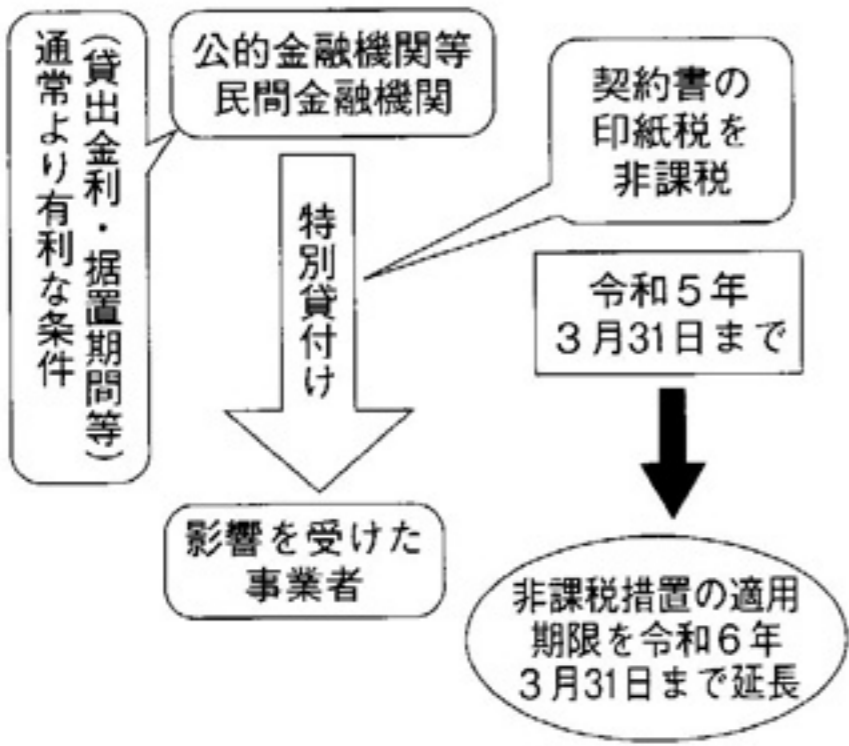 通常より有利な条件
（貸出金利・据置期間等）
公的金融機関等
民間金融機関
特別貸付け
影響を受けた
事業者
契約書の
印紙税を
非課税
令和５年
３月31日まで
非課税措置の適用
期限を令和６年
３月31日まで延長